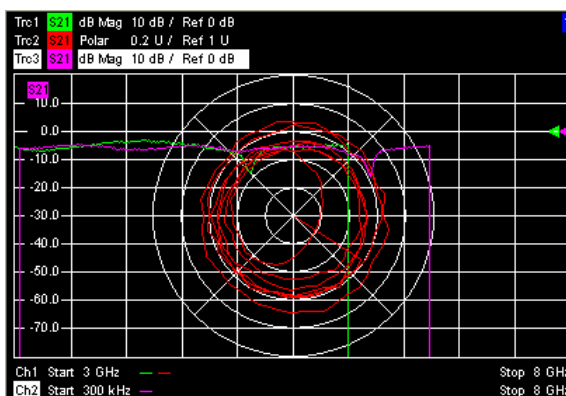 Trc1 S21 dB Mag 10 dB / Ref 0 dB
Trc2 S21 Polar 0.2 U / Ref 1 U
Trc3 S21 dB Mag 10 dB / Ref 0 dB
S21
10.0
0.0
-10.0
-20.0
-30.0
-40.0
-50.0
-60.0
-70.0
Ch1 Start 3 GHz Stop 8 GHz
Ch2 Start 300 kHz Stop 8 GHz